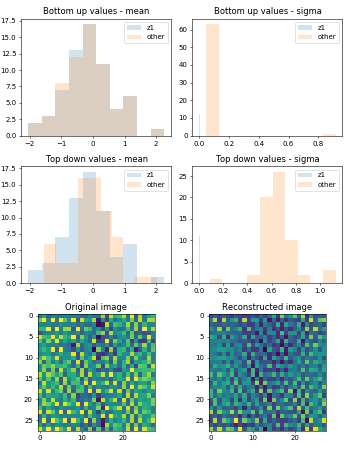 Bottom up values - mean
Bottom up values - sigma
17.5
15.0
12.5
10.0
7.5
5.0
2.5
0.0
z1
other
−2 −1 0 1 2
60
50
40
30
20
10
0
z1
other
0.0 0.2 0.4 0.6 0.8
Top down values - mean
Top down values - sigma
17.5
15.0
12.5
10.0
7.5
5.0
2.5
0.0
z1
other
−2 −1 0 1 2
25
20
15
10
5
0
z1
other
0.0 0.2 0.4 0.6 0.8 1.0
Original image
Reconstructed image
0
5
10
15
20
25
0 10 20
0
5
10
15
20
25
0 10 20